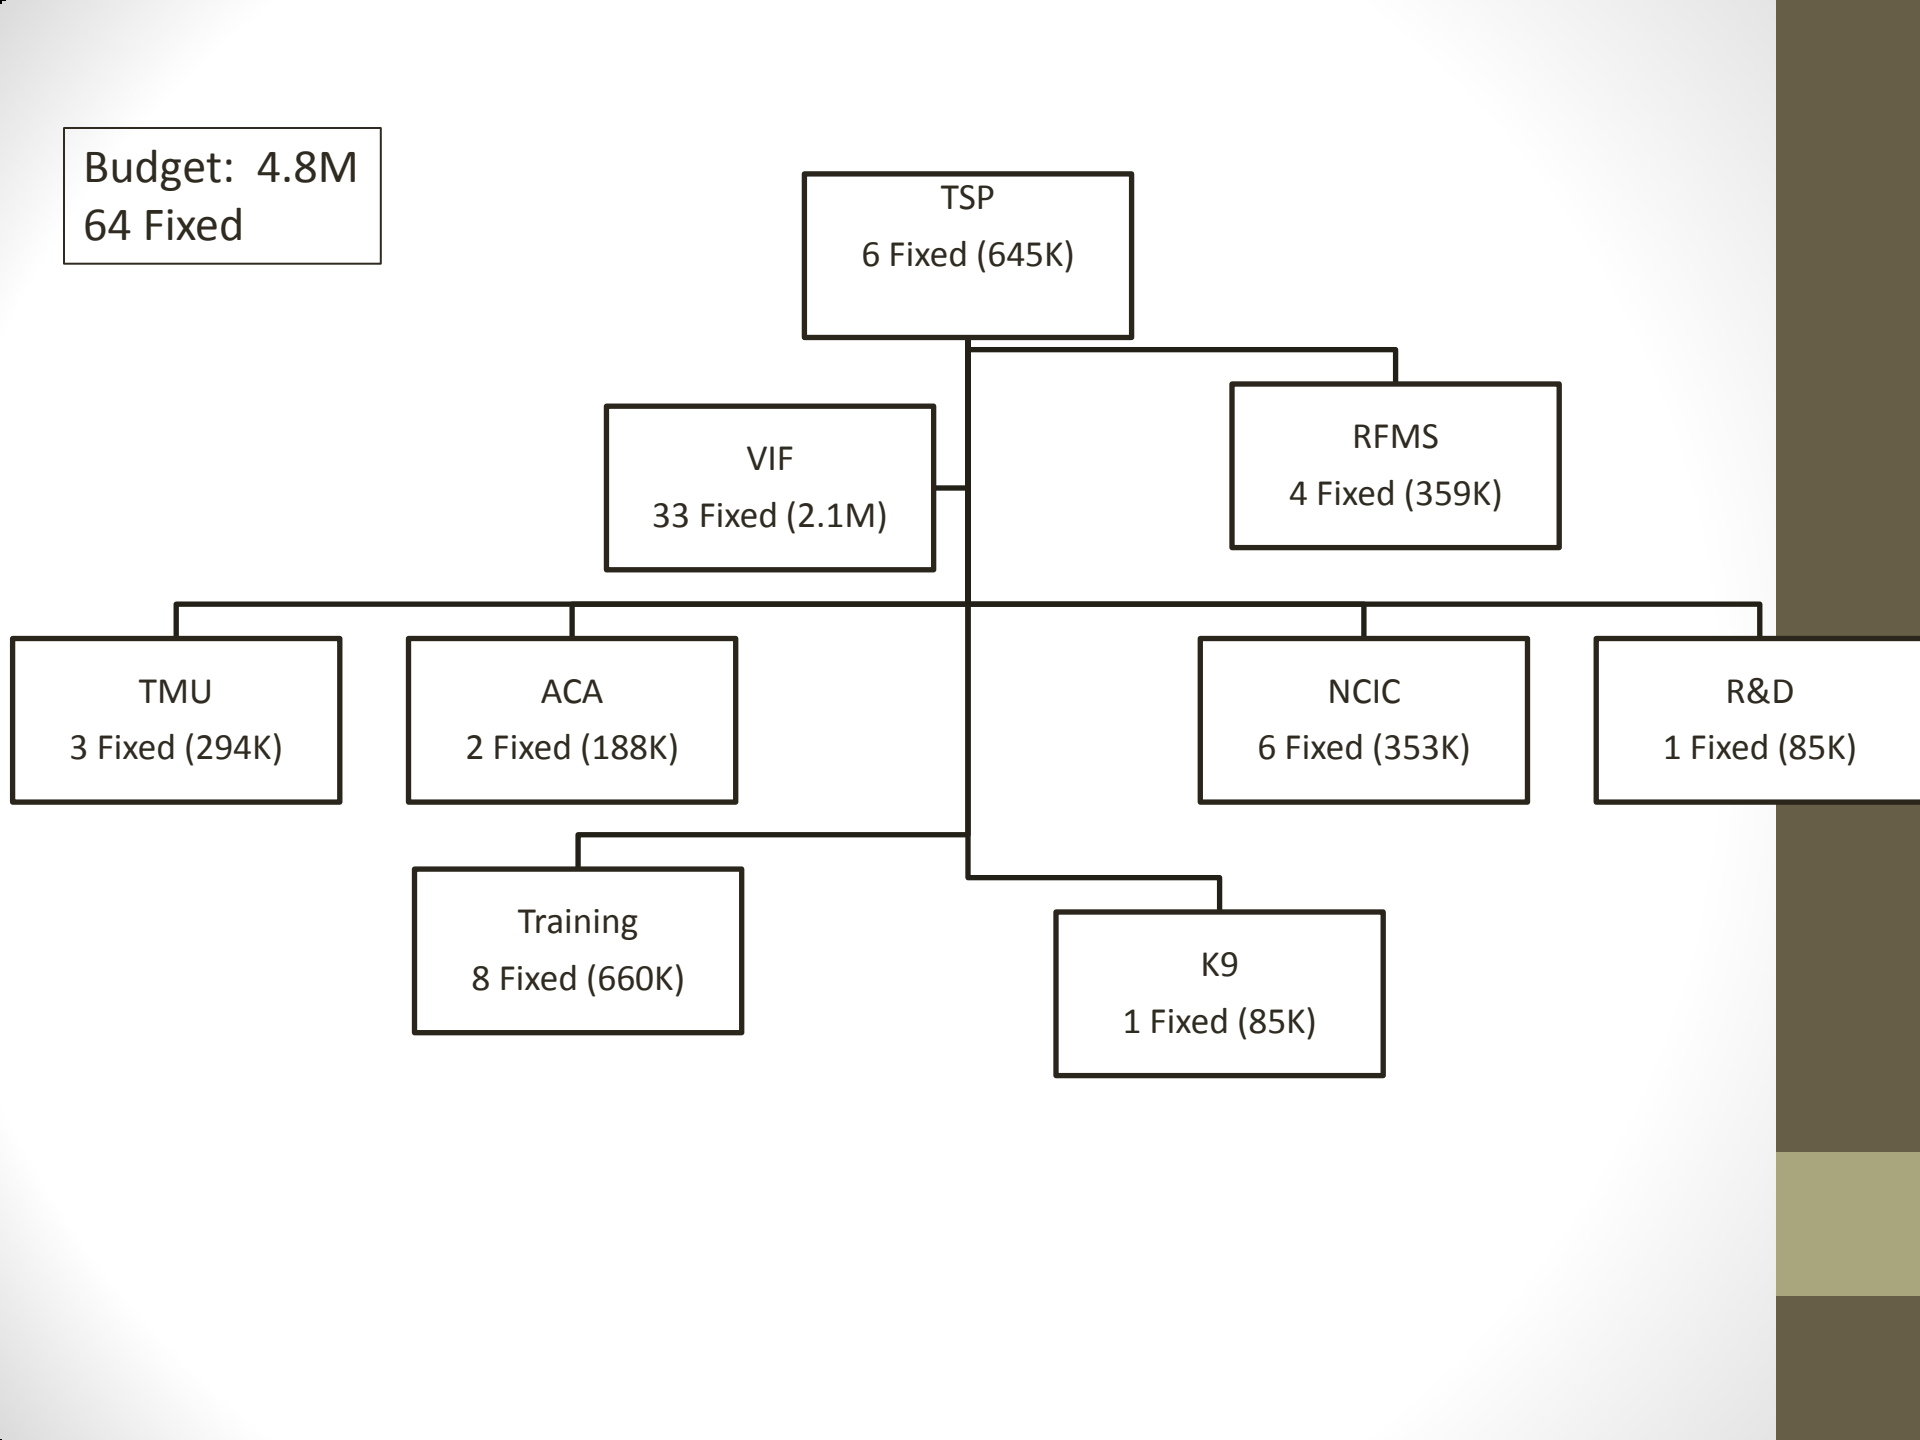 Budget:  4.8M
64 Fixed
TSP
6 Fixed (645K)
VIF
33 Fixed (2.1M)
RFMS
4 Fixed (359K)
TMU
3 Fixed (294K)
ACA
2 Fixed (188K)
NCIC
6 Fixed (353K)
R&D
1 Fixed (85K)
Training
8 Fixed (660K)
K9
1 Fixed (85K)